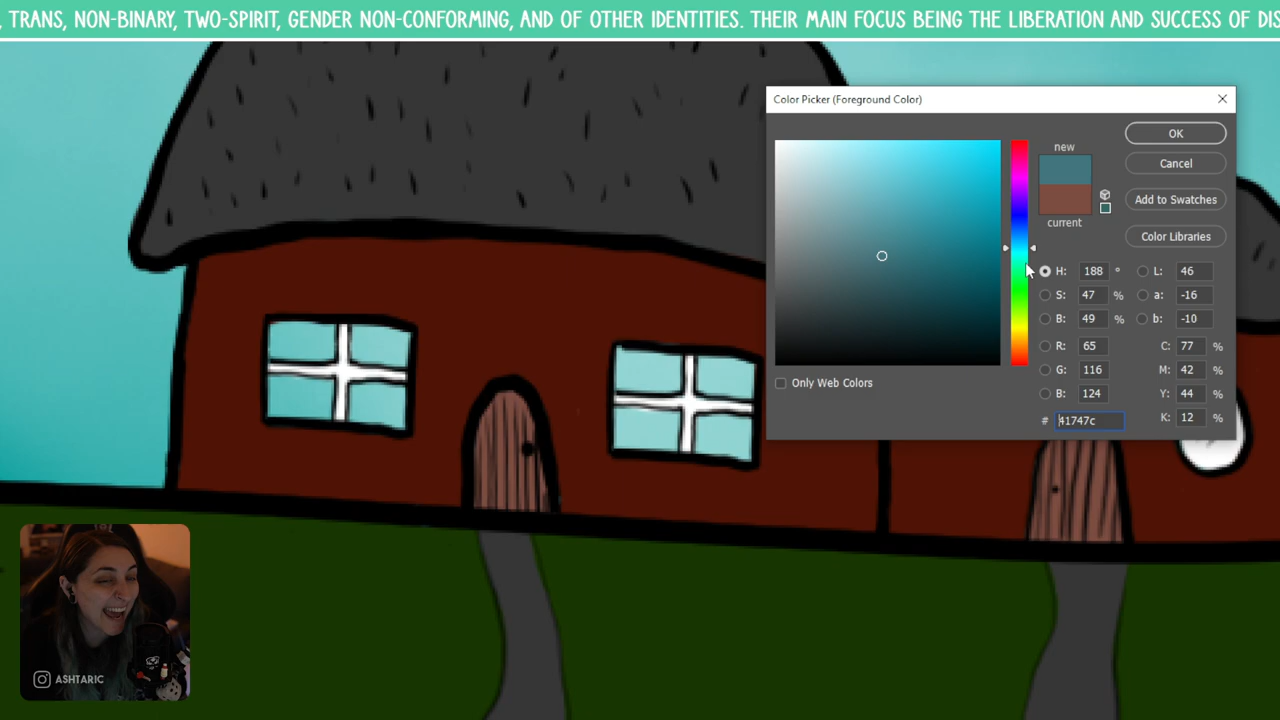 , TRANS, NON-BINARY, TWO-SPIRIT, GENDER NON-CONFORMING, AND OF OTHER IDENTITIES. THEIR MAIN FOCUS BEING THE LIBERATION AND SUCCESS OF DIS
Color Picker (Foreground Color)
new
current
OK
Cancel
Add to Swatches
Color Libraries
H: 188 °
S: 47 %
B: 49 %
R: 65
G: 116
B: 124
# 41747c
L: 46
a: -16
b: -10
C: 77 %
M: 42 %
Y: 44 %
K: 12 %
Only Web Colors
ASHTARIC